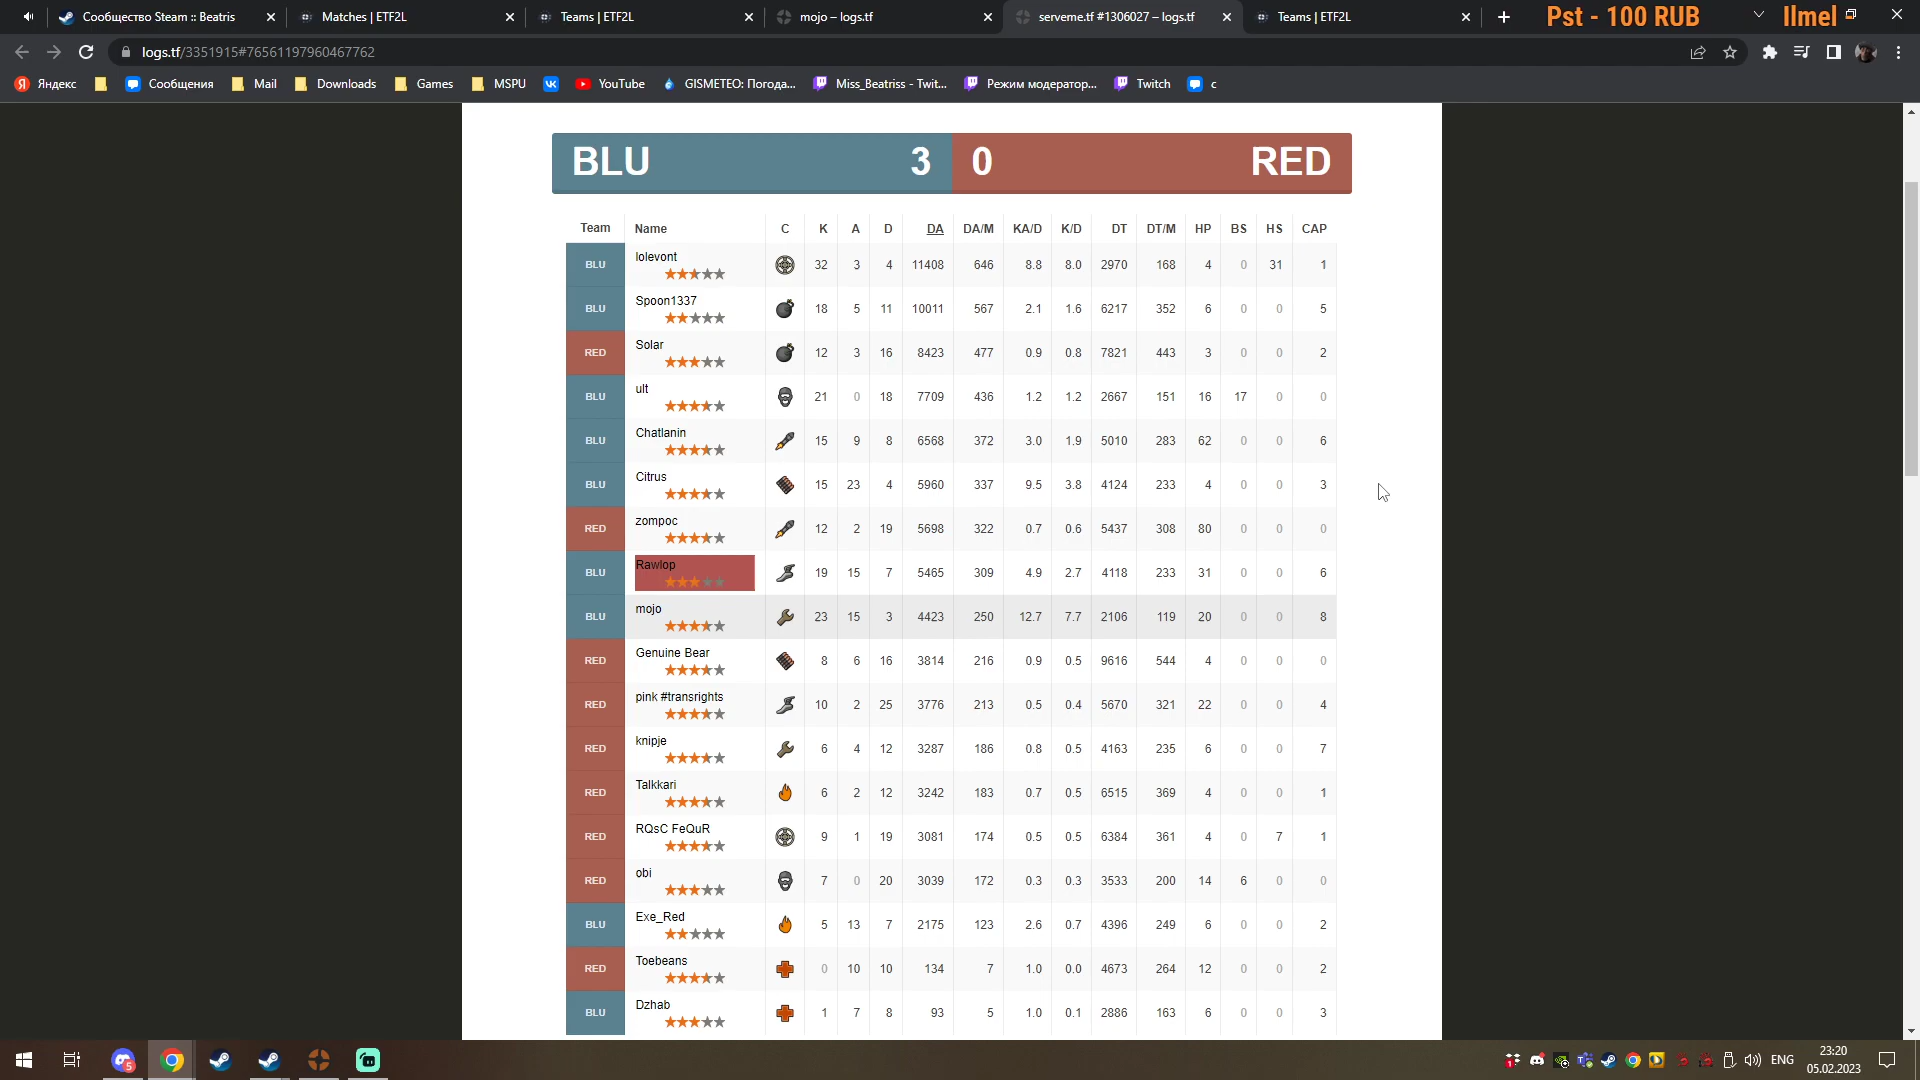 Сообщество Steam :: Beatris
Matches | ETF2L
Teams | ETF2L
mojo – logs.tf
serveme.tf #1306027 – logs.tf
Teams | ETF2L
Pst - 100 RUB
Ilmel
logs.tf/3351915#76561197960467762
Яндекс
Сообщения
Mail
Downloads
Games
MSPU
YouTube
GISMETEO: Погода...
Miss_Beatriss - Twit...
Режим модератор...
Twitch
с
BLU 3 0 RED
Team Name C K A D DA DA/M KA/D K/D DT DT/M HP BS HS CAP
BLU lolevont 32 3 4 11408 646 8.8 8.0 2970 168 4 0 31 1
BLU Spoon1337 18 5 11 10011 567 2.1 1.6 6217 352 6 0 0 5
RED Solar 12 3 16 8423 477 0.9 0.8 7821 443 3 0 0 2
BLU ult 21 0 18 7709 436 1.2 1.2 2667 151 16 17 0 0
BLU Chatlanin 15 9 8 6568 372 3.0 1.9 5010 283 62 0 0 6
BLU Citrus 15 23 4 5960 337 9.5 3.8 4124 233 4 0 0 3
RED zompoc 12 2 19 5698 322 0.7 0.6 5437 308 80 0 0 0
BLU Rawlop 19 15 7 5465 309 4.9 2.7 4118 233 31 0 0 6
BLU mojo 23 15 3 4423 250 12.7 7.7 2106 119 20 0 0 8
RED Genuine Bear 8 6 16 3814 216 0.9 0.5 9616 544 4 0 0 0
RED pink #transrights 10 2 25 3776 213 0.5 0.4 5670 321 22 0 0 4
RED knipje 6 4 12 3287 186 0.8 0.5 4163 235 6 0 0 7
RED Talkkari 6 2 12 3242 183 0.7 0.5 6515 369 4 0 0 1
RED RQsC FeQuR 9 1 19 3081 174 0.5 0.5 6384 361 4 0 7 1
RED obi 7 0 20 3039 172 0.3 0.3 3533 200 14 6 0 0
BLU Exe_Red 5 13 7 2175 123 2.6 0.7 4396 249 6 0 0 2
RED Toebeans 0 10 10 134 7 1.0 0.0 4673 264 12 0 0 2
BLU Dzhab 1 7 8 93 5 1.0 0.1 2886 163 6 0 0 3
5
ENG
23:20
05.02.2023